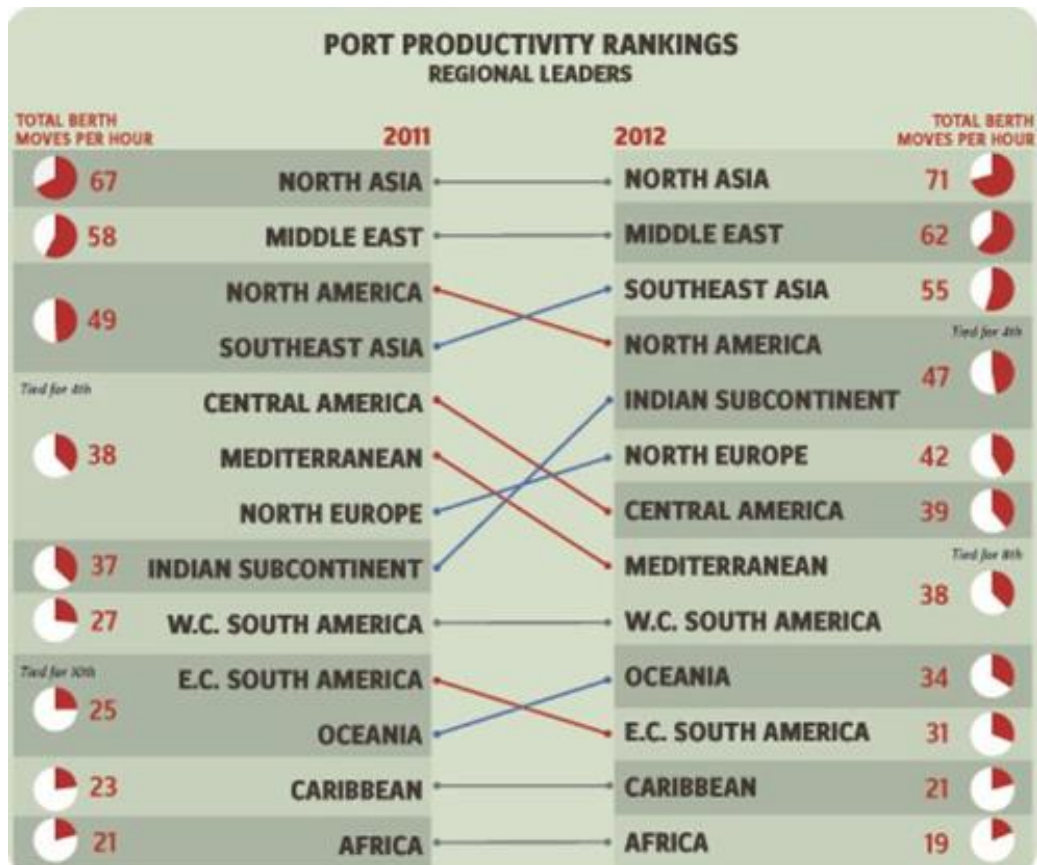 PORT PRODUCTIVITY RANKINGS
REGIONAL LEADERS
TOTAL BERTH
MOVES PER HOUR
2011
2012
TOTAL BERTH
MOVES PER HOUR
67 NORTH ASIA NORTH ASIA 71
58 MIDDLE EAST MIDDLE EAST 62
NORTH AMERICA SOUTHEAST ASIA 55
49
Tied for 4th
SOUTHEAST ASIA NORTH AMERICA
47
Tied for 4th
CENTRAL AMERICA INDIAN SUBCONTINENT
38 MEDITERRANEAN NORTH EUROPE 42
NORTH EUROPE CENTRAL AMERICA 39
Tied for 8th
37 INDIAN SUBCONTINENT MEDITERRANEAN
38
27 W.C. SOUTH AMERICA W.C. SOUTH AMERICA
Tied for 10th
E.C. SOUTH AMERICA OCEANIA 34
25
OCEANIA E.C. SOUTH AMERICA 31
23 CARIBBEAN CARIBBEAN 21
21 AFRICA AFRICA 19